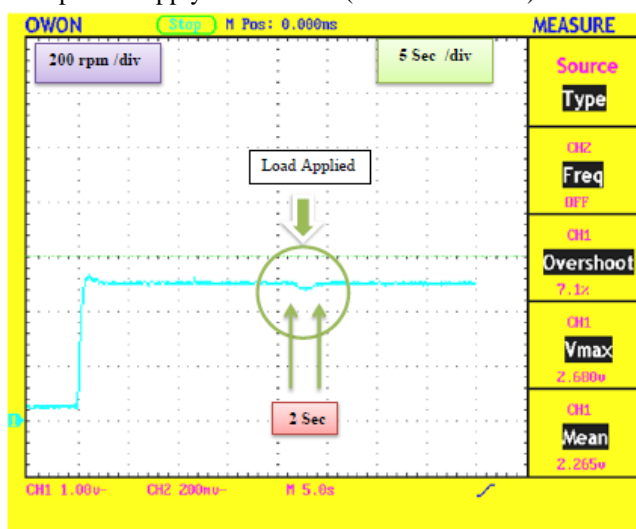 OWON Stop M Pos: 0.000ns MEASURE
200 rpm /div
5 Sec /div
Load Applied
2 Sec
Source
Type
CH2
Freq
OFF
CH1
Overshoot
7.1%
CH1
Vmax
2.680v
CH1
Mean
2.265v
1
CH1 1.00v- CH2 200mv- M 5.0s